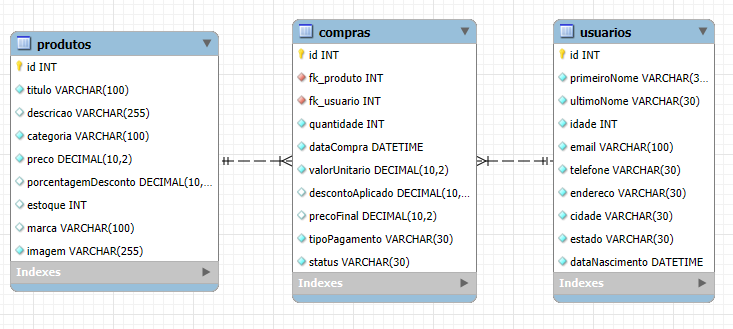 produtos
id INT
titulo VARCHAR(100)
descricao VARCHAR(255)
categoria VARCHAR(100)
preco DECIMAL(10,2)
porcentagemDesconto DECIMAL(10,...
estoque INT
marca VARCHAR(100)
imagem VARCHAR(255)
Indexes
compras
id INT
fk_produto INT
fk_usuario INT
quantidade INT
dataCompra DATETIME
valorUnitario DECIMAL(10,2)
descontoAplicado DECIMAL(10,...
precoFinal DECIMAL(10,2)
tipoPagamento VARCHAR(30)
status VARCHAR(30)
Indexes
usuarios
id INT
primeiroNome VARCHAR(3...
ultimoNome VARCHAR(30)
idade INT
email VARCHAR(100)
telefone VARCHAR(30)
endereco VARCHAR(30)
cidade VARCHAR(30)
estado VARCHAR(30)
dataNascimento DATETIME
Indexes